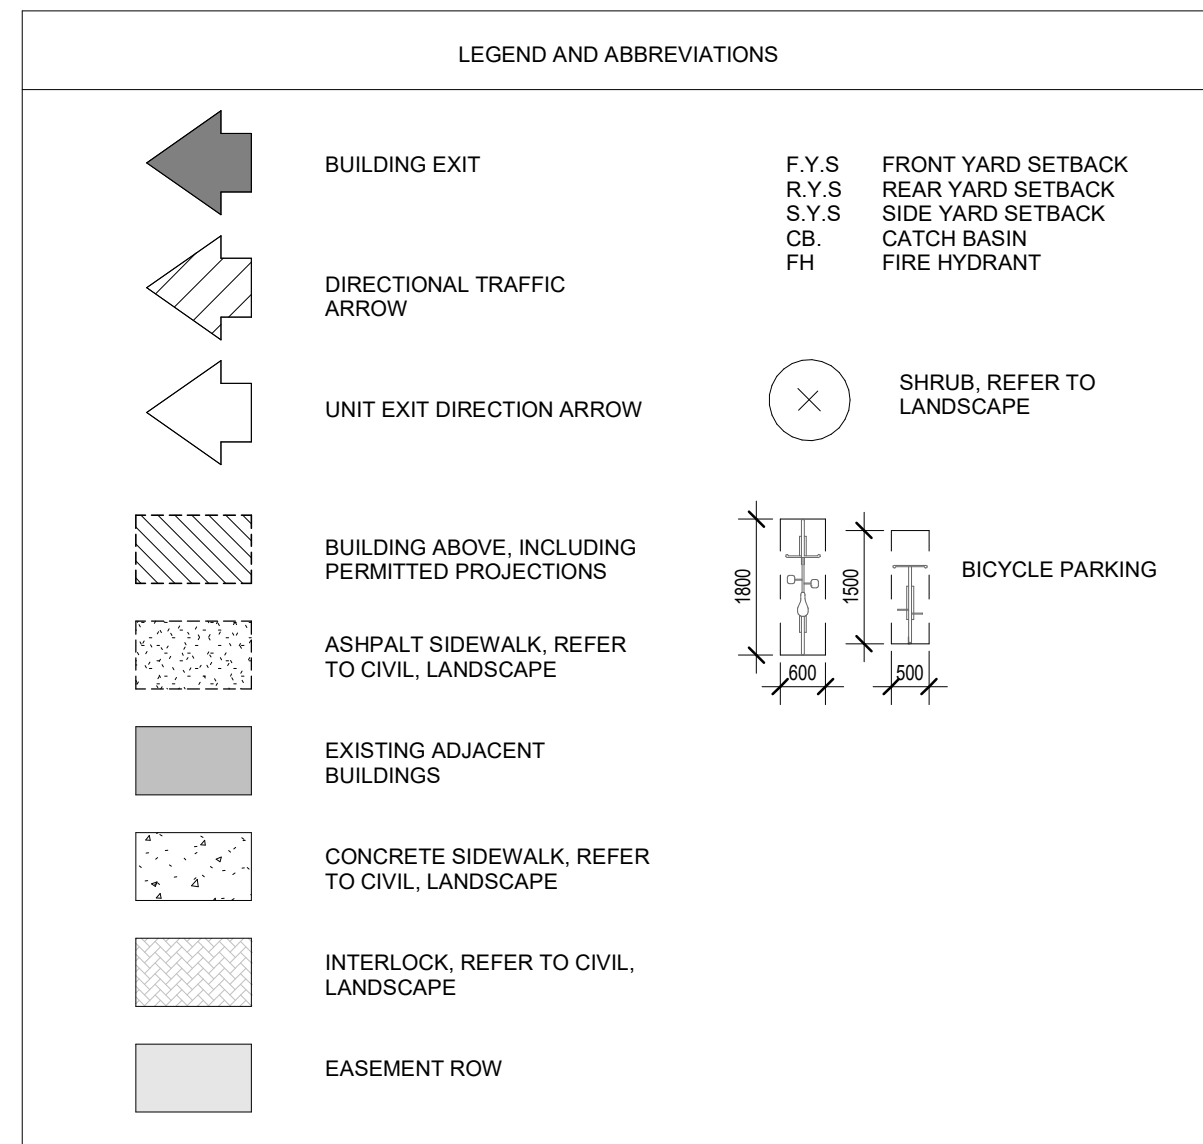 LEGEND AND ABBREVIATIONS
BUILDING EXIT
DIRECTIONAL TRAFFIC
ARROW
UNIT EXIT DIRECTION ARROW
BUILDING ABOVE, INCLUDING
PERMITTED PROJECTIONS
ASHPALT SIDEWALK, REFER
TO CIVIL, LANDSCAPE
EXISTING ADJACENT
BUILDINGS
CONCRETE SIDEWALK, REFER
TO CIVIL, LANDSCAPE
INTERLOCK, REFER TO CIVIL,
LANDSCAPE
EASEMENT ROW
F.Y.S FRONT YARD SETBACK
R.Y.S REAR YARD SETBACK
S.Y.S SIDE YARD SETBACK
CB. CATCH BASIN
FH FIRE HYDRANT
SHRUB, REFER TO
LANDSCAPE
1800
600
1500
500
BICYCLE PARKING